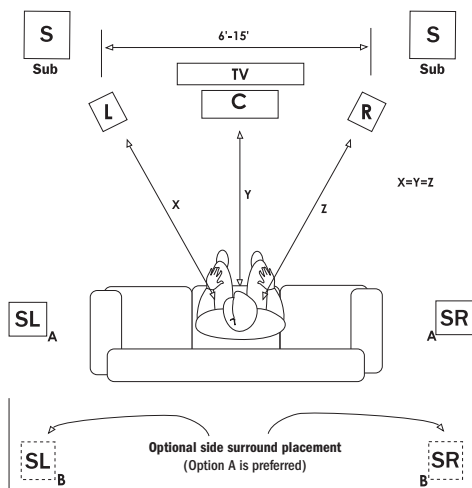 S
6'-15'
S
Sub
TV
Sub
L
C
R
X
Y
Z
X=Y=Z
SL
A
A
SR
Optional side surround placement
(Option A is preferred)
SL
B
SR
B